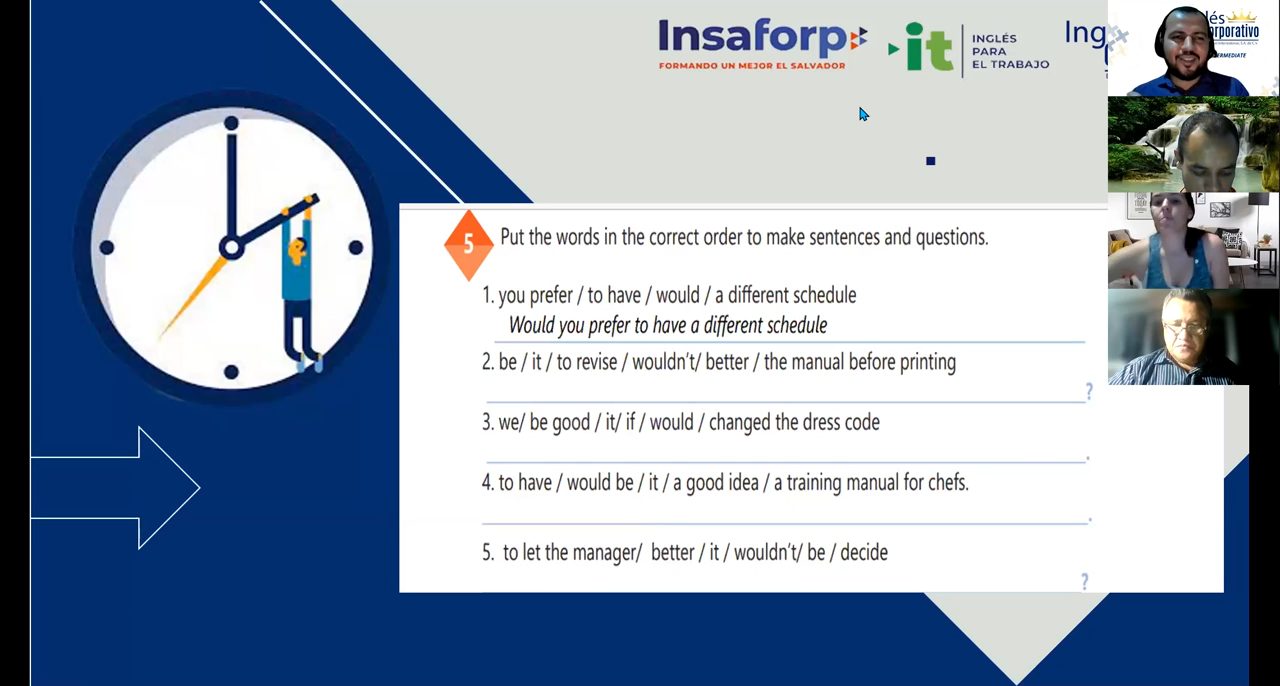 Insaforp
FORMANDO UN MEJOR EL SALVADOR
it
INGLÉS
PARA
EL TRABAJO
Ing
lés
orporativo
5
Put the words in the correct order to make sentences and questions.
1. you prefer / to have / would / a different schedule
Would you prefer to have a different schedule
2. be / it / to revise / wouldn't/ better / the manual before printing
?
3. we/ be good / it/ if / would / changed the dress code
.
4. to have / would be / it / a good idea / a training manual for chefs.
.
5. to let the manager/ better / it / wouldn't/ be / decide
?